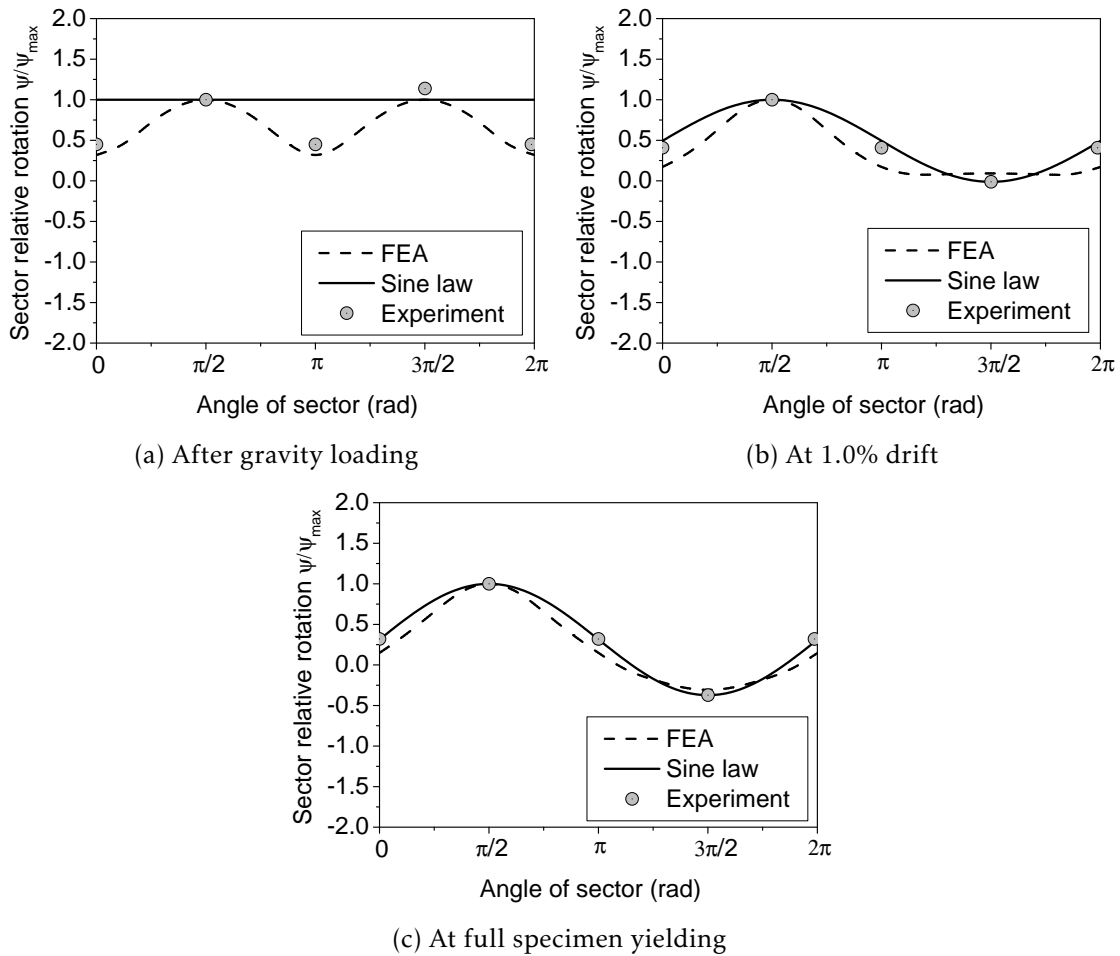 2.0
1.5
1.0
0.5
0.0
-0.5
-1.0
-1.5
-2.0
Sector relative rotation ψ/ψmax
FEA
Sine law
Experiment
0 π/2 π 3π/2 2π
Angle of sector (rad)
(a) After gravity loading
2.0
1.5
1.0
0.5
0.0
-0.5
-1.0
-1.5
-2.0
Sector relative rotation ψ/ψmax
FEA
Sine law
Experiment
0 π/2 π 3π/2 2π
Angle of sector (rad)
(b) At 1.0% drift
2.0
1.5
1.0
0.5
0.0
-0.5
-1.0
-1.5
-2.0
Sector relative rotation ψ/ψmax
FEA
Sine law
Experiment
0 π/2 π 3π/2 2π
Angle of sector (rad)
(c) At full specimen yielding